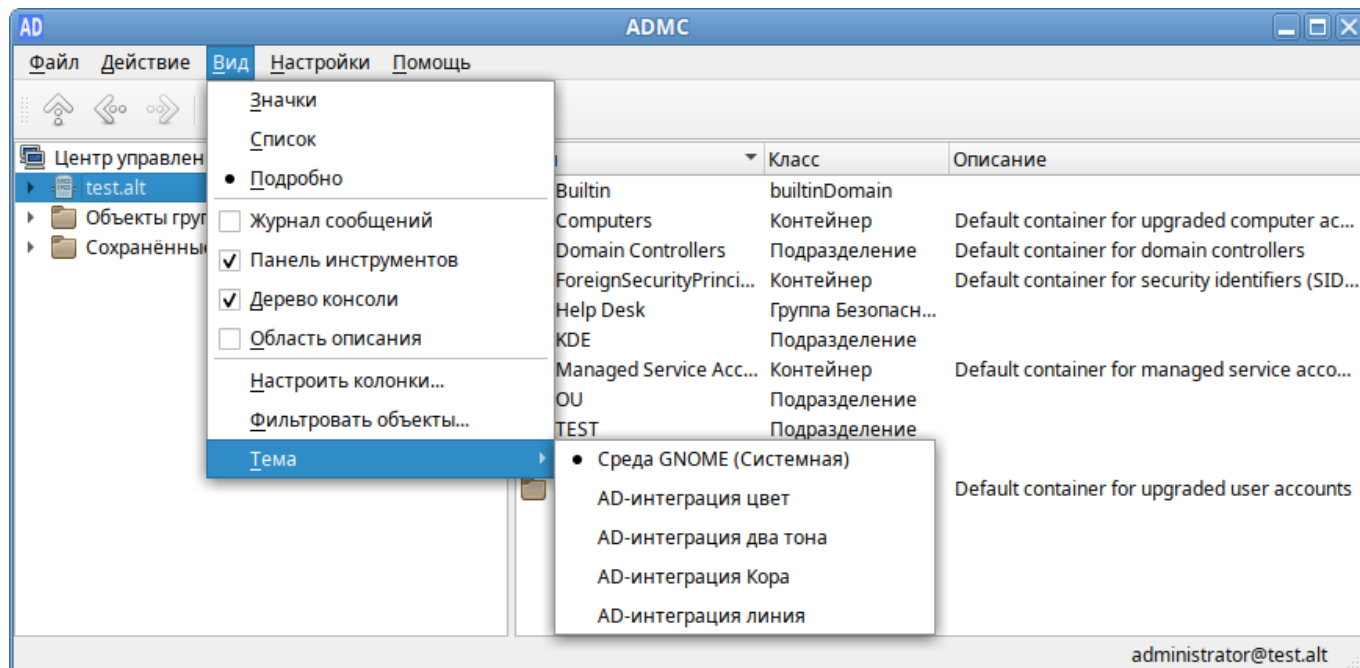 AD ADMC
Файл Действие Вид Настройки Помощь
Значки
Список
Подробно
Журнал сообщений
Панель инструментов
Дерево консоли
Область описания
Настроить колонки...
Фильтровать объекты...
Тема
Среда GNOME (Системная)
AD-интеграция цвет
AD-интеграция два тона
AD-интеграция Кора
AD-интеграция линия
Центр
test.alt
Объекты
Класс Описание
Builtin builtinDomain
Computers Контейнер Default container for upgraded computer ac...
Domain Controllers Подразделение Default container for domain controllers
ForeignSecurityPrinci... Контейнер Default container for security identifiers (SID...
Help Desk Группа Безопасн...
KDE Подразделение
Managed Service Acc... Контейнер Default container for managed service acco...
OU Подразделение
TEST Подразделение
Default container for upgraded user accounts
administrator@test.alt